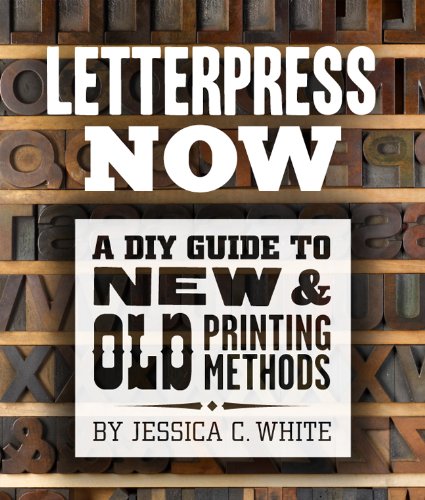 LETTERPRESS
NOW
A DIY GUIDE TO
NEW &
OLD PRINTING
METHODS
BY JESSICA C. WHITE